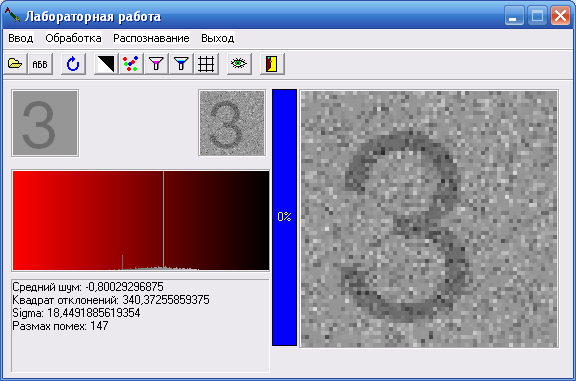 Лабораторная работа
Ввод Обработка Распознавание Выход
АБВ
3
3
0%
3
Средний шум: -0,80029296875
Квадрат отклонений: 340,37255859375
Sigma: 18,4491885619354
Размах помех: 147